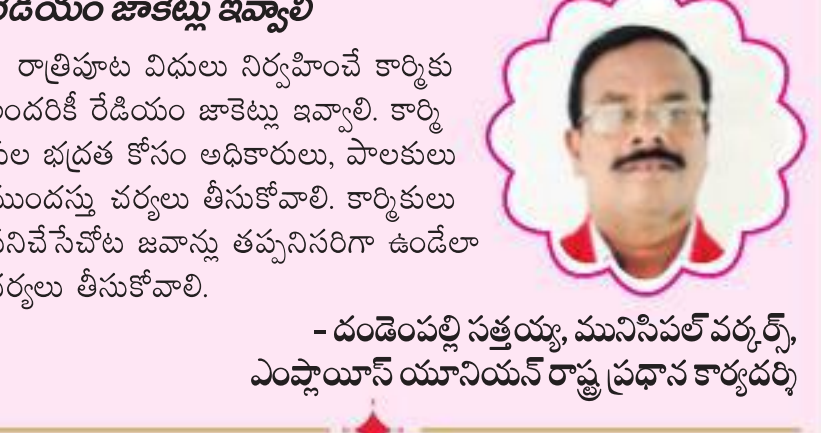 రేడియం జాకెట్లు ఇవ్వాలి
రాత్రిపూట విధులు నిర్వహించే కార్మికు
లందరికీ రేడియం జాకెట్లు ఇవ్వాలి. కార్మి
కుల భద్రత కోసం అధికారులు, పాలకులు
ముందస్తు చర్యలు తీసుకోవాలి. కార్మికులు
పనిచేసేచోట జవాన్లు తప్పనిసరిగా ఉండేలా
చర్యలు తీసుకోవాలి.
– దండెంపల్లి సత్తయ్య, మునిసిపల్ వర్కర్స్,
ఎంప్లాయీస్ యూనియన్ రాష్ట్ర ప్రధాన కార్యదర్శి